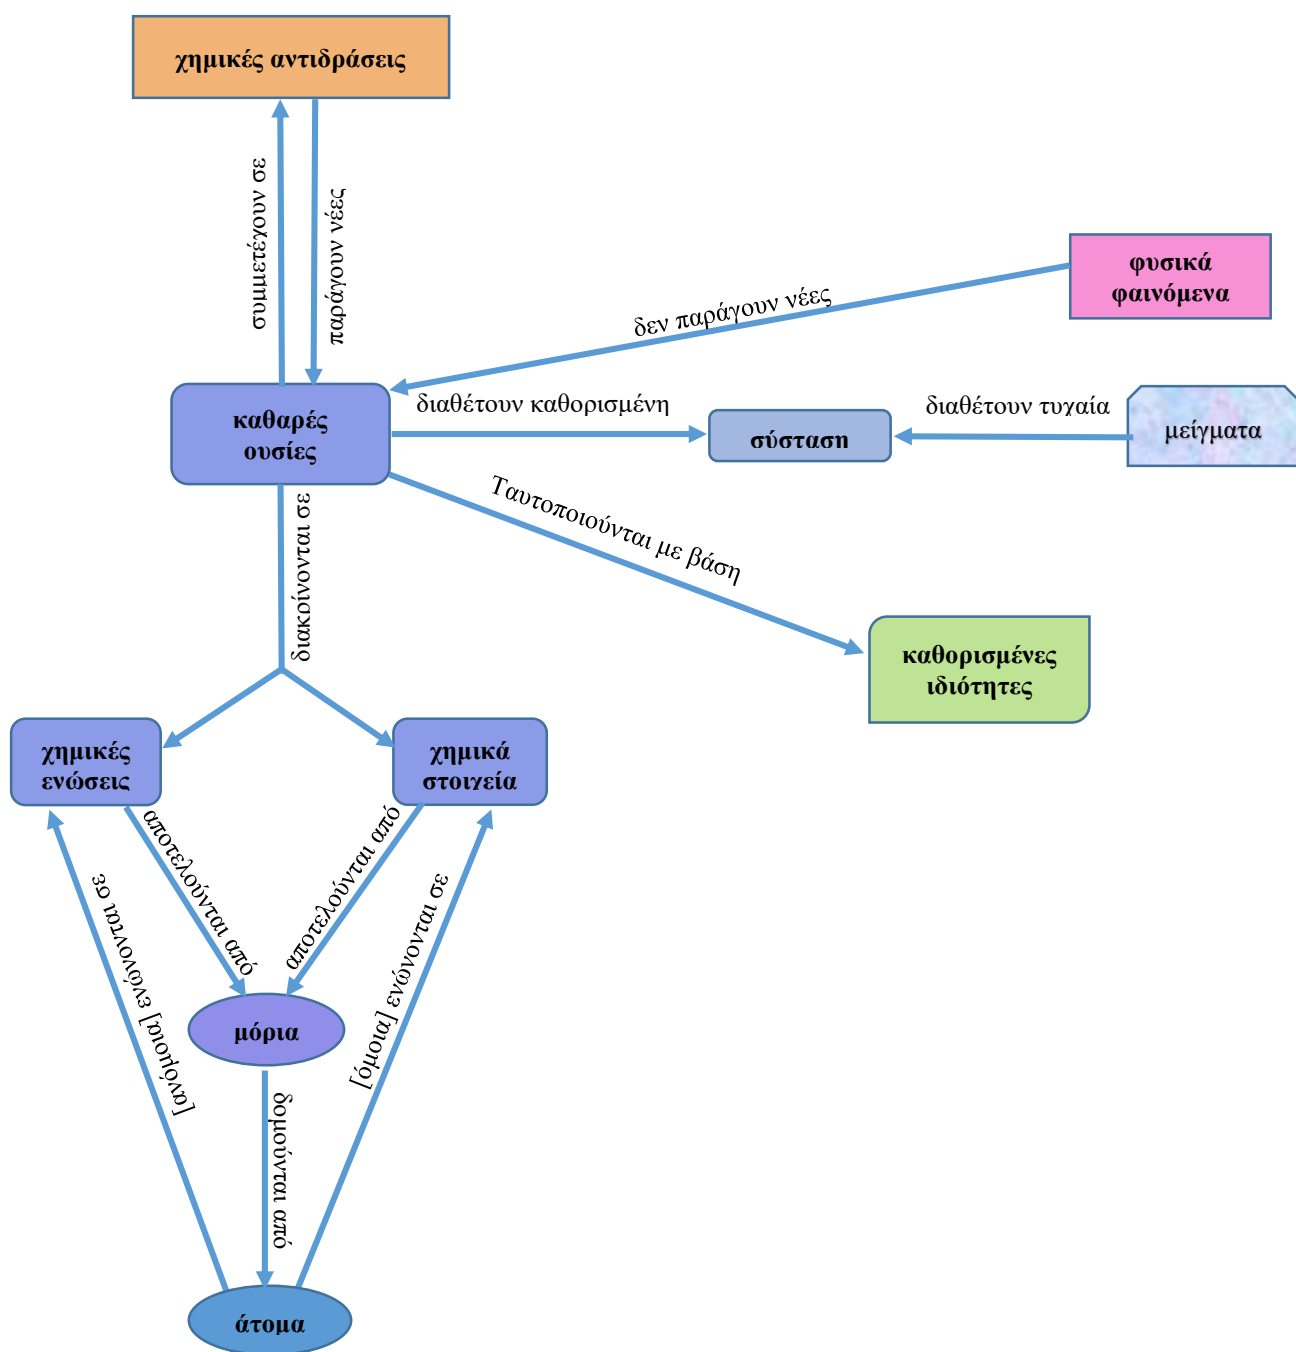 χημικές αντιδράσεις
συμμετέχουν σε
παράγουν νέες
φυσικά
φαινόμενα
δεν παράγουν νέες
καθαρές
ουσίες
διαθέτουν καθορισμένη
σύσταση
διαθέτουν τυχαία
μείγματα
Ταυτοποιούνται με βάση
διακρίνονται σε
καθορισμένες
ιδιότητες
χημικές
ενώσεις
χημικά
στοιχεία
αποτελούνται από
αποτελούνται από
[ανόμοια] ενώνονται σε
[όμοια] ενώνονται σε
μόρια
δομούνται από
άτομα